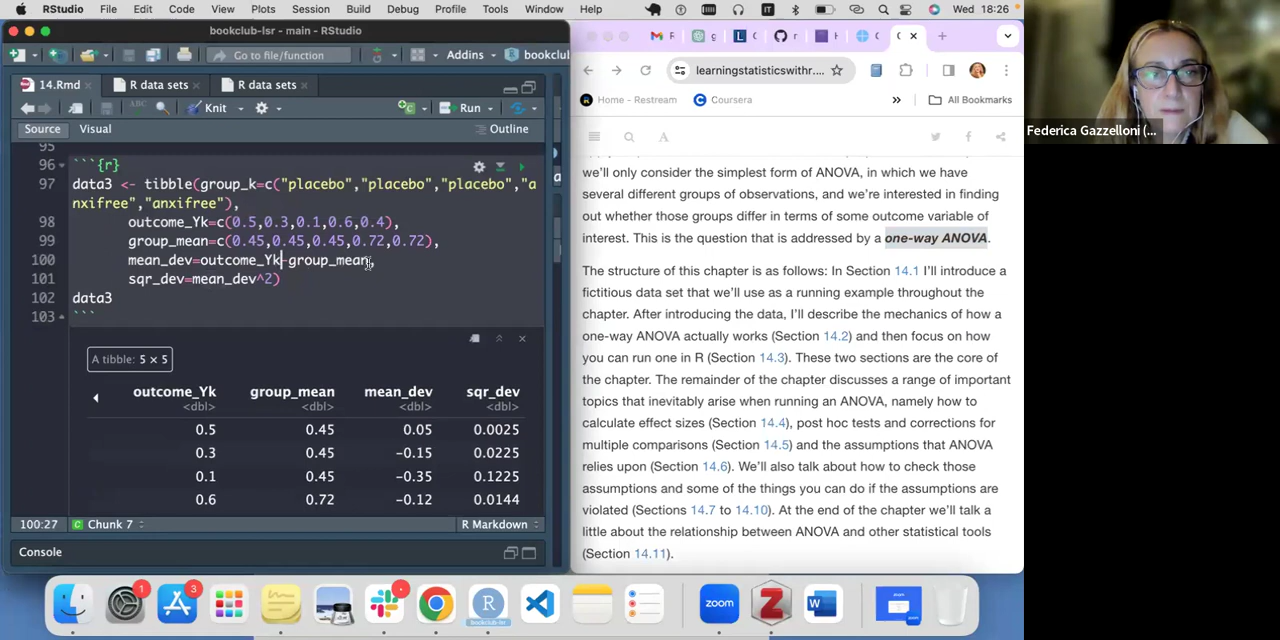 RStudio File Edit Code View Plots Session Build Debug Profile Tools Window Help Wed 18:26
bookclub-lsr - main - RStudio
Go to file/function Addins bookclu
14.Rmd R data sets R data sets
Knit Run
Source Visual Outline
95
96 ```{r}
97 data3 <- tibble(group_k=c("placebo","placebo","placebo","a
nxifree","anxifree"),
98 outcome_Yk=c(0.5,0.3,0.1,0.6,0.4),
99 group_mean=c(0.45,0.45,0.45,0.72,0.72),
100 mean_dev=outcome_Yk-group_mean,
101 sqr_dev=mean_dev^2)
102 data3
103 ```
A tibble: 5 × 5
outcome_Yk group_mean mean_dev sqr_dev
<dbl> <dbl> <dbl> <dbl>
0.5 0.45 0.05 0.0025
0.3 0.45 -0.15 0.0225
0.1 0.45 -0.35 0.1225
0.6 0.72 -0.12 0.0144
100:27 Chunk 7 R Markdown
Console
learningstatisticswithr....
Home - Restream Coursera » All Bookmarks
we'll only consider the simplest form of ANOVA, in which we have
several different groups of observations, and we're interested in finding
out whether those groups differ in terms of some outcome variable of
interest. This is the question that is addressed by a one-way ANOVA.
The structure of this chapter is as follows: In Section 14.1 I'll introduce a
fictitious data set that we'll use as a running example throughout the
chapter. After introducing the data, I'll describe the mechanics of how a
one-way ANOVA actually works (Section 14.2) and then focus on how
you can run one in R (Section 14.3). These two sections are the core of
the chapter. The remainder of the chapter discusses a range of important
topics that inevitably arise when running an ANOVA, namely how to
calculate effect sizes (Section 14.4), post hoc tests and corrections for
multiple comparisons (Section 14.5) and the assumptions that ANOVA
relies upon (Section 14.6). We'll also talk about how to check those
assumptions and some of the things you can do if the assumptions are
violated (Sections 14.7 to 14.10). At the end of the chapter we'll talk a
little about the relationship between ANOVA and other statistical tools
(Section 14.11).
Federica Gazzelloni (...
1 3
zoom